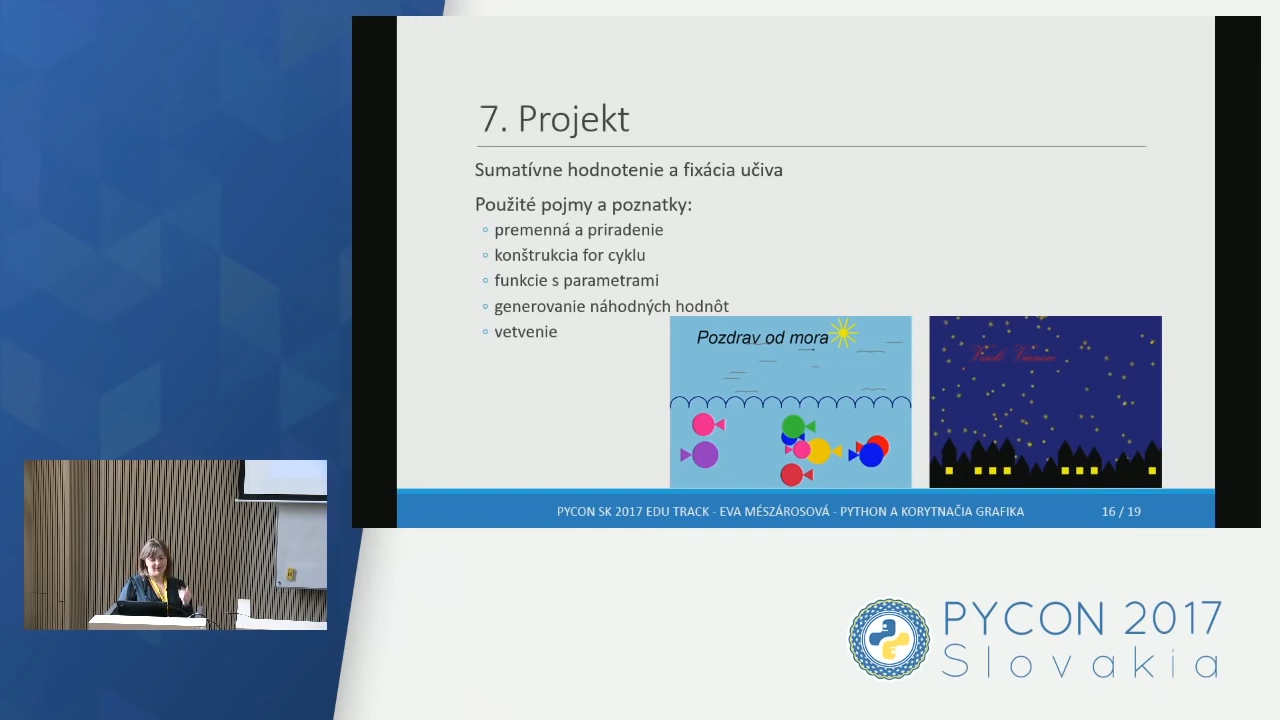 7. Projekt
Sumatívne hodnotenie a fixácia učiva
Použité pojmy a poznatky:
premenná a priradenie
konštrukcia for cyklu
funkcie s parametrami
generovanie náhodných hodnôt
vetvenie
Pozdrav od mora
PYCON SK 2017 EDU TRACK - EVA MÉSZÁROSOVÁ - PYTHON A KORYTNAČIA GRAFIKA
16 / 19
PYCON 2017
Slovakia